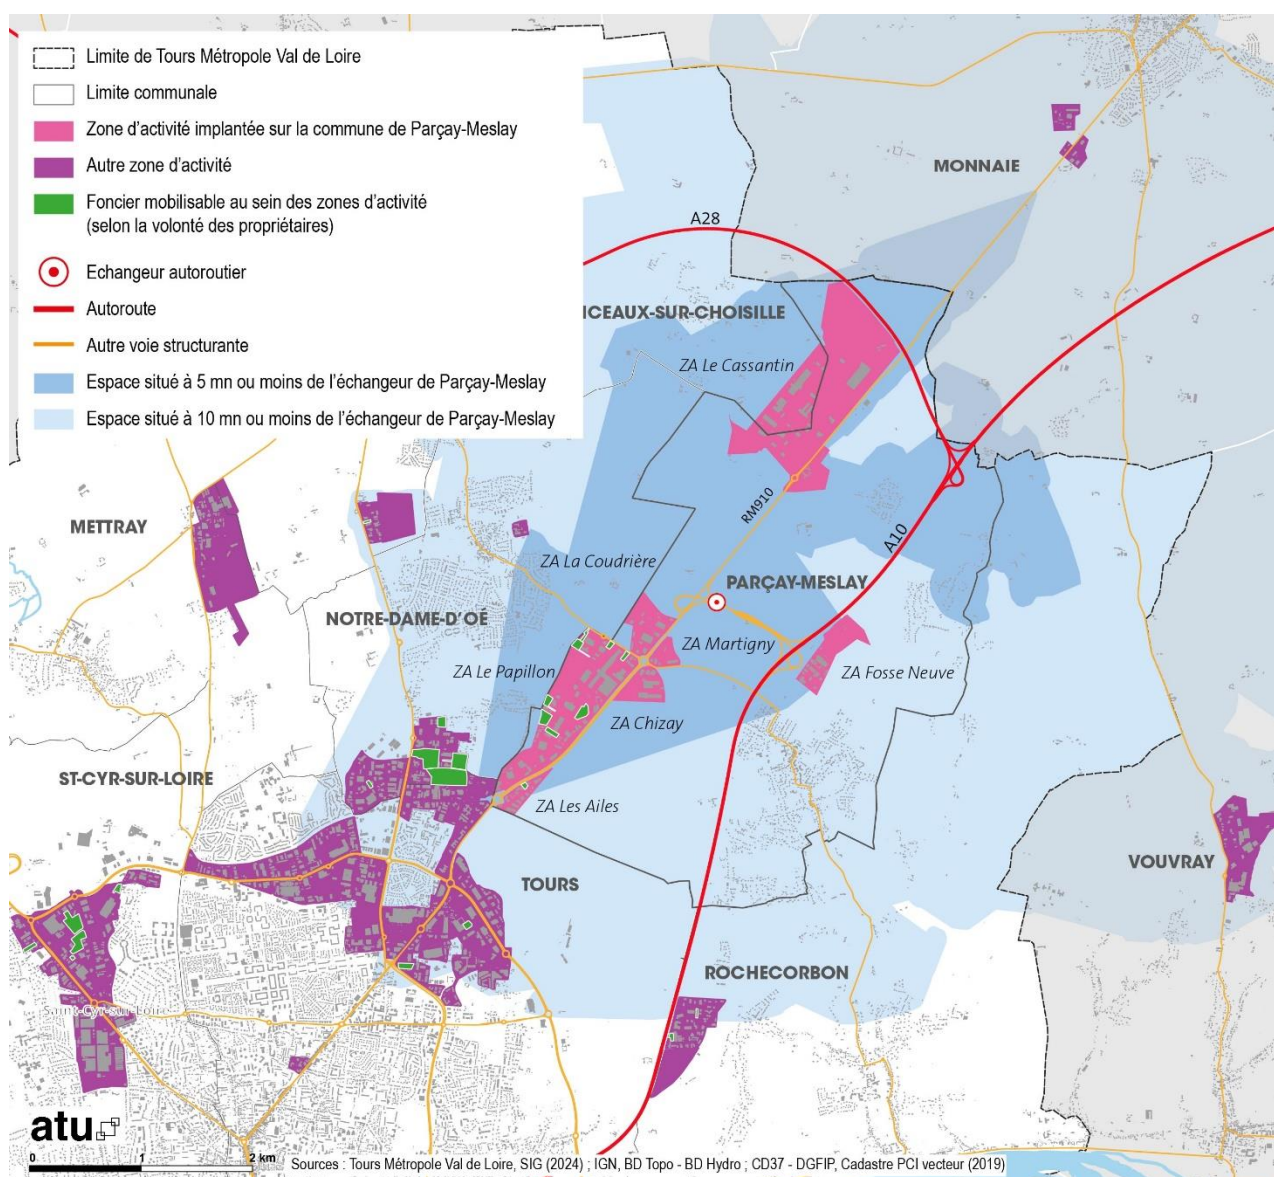 Limite de Tours Métropole Val de Loire
Limite communale
Zone d’activité implantée sur la commune de Parçay-Meslay
Autre zone d’activité
Foncier mobilisable au sein des zones d’activité
(selon la volonté des propriétaires)
Echangeur autoroutier
Autoroute
Autre voie structurante
Espace situé à 5 mn ou moins de l’échangeur de Parçay-Meslay
Espace situé à 10 mn ou moins de l’échangeur de Parçay-Meslay
MONNAIE
A28
ICEAUX-SUR-CHOISILLE
ZA Le Cassantin
RM910
A10
METTRAY
ZA La Coudrière
PARÇAY-MESLAY
NOTRE-DAME-D’OÉ
ZA Martigny
ZA Le Papillon
ZA Fosse Neuve
ZA Chizay
ST-CYR-SUR-LOIRE
ZA Les Ailes
VOUVRAY
TOURS
ROCHECORBON
Saint-Cyr-sur-Loir
atu
0 1 2 km
Sources : Tours Métropole Val de Loire, SIG (2024) ; IGN, BD Topo - BD Hydro ; CD37 - DGFIP, Cadastre PCI vecteur (2019)